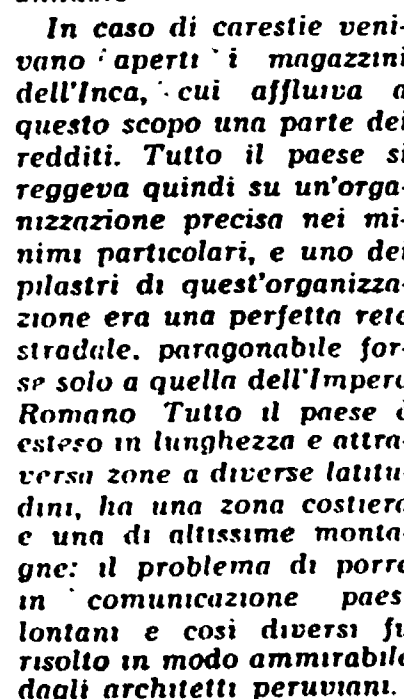 In caso di carestie veni-
vano aperti i magazzini
dell'Inca, cui affluiva a
questo scopo una parte dei
redditi. Tutto il paese si
reggeva quindi su un'orga-
nizzazione precisa nei mi-
nimi particolari, e uno dei
pilastri di quest'organizza-
zione era una perfetta rete
stradale. paragonabile for-
se solo a quella dell'Impero
Romano Tutto il paese è
esteso in lunghezza e attra-
versa zone a diverse latitu-
dini, ha una zona costiera
e una di altissime monta-
gne: il problema di porre
in comunicazione paesi
lontani e così diversi fu
risolto in modo ammirabile
dagli architetti peruviani.